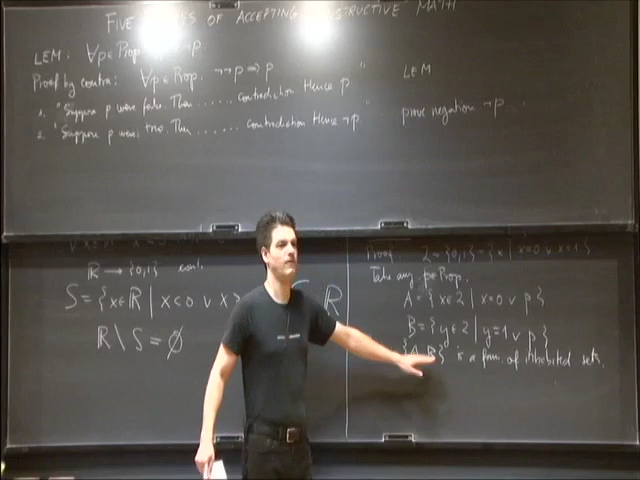 FIVE STAGES OF ACCEPTING CONSTRUCTIVE MATH
LEM: ∀p∈Prop p ∨ ¬p.
Proof by contra: ∀p∈Prop. ¬¬p ⇒ p LEM
1. "Suppose p were false. Then ...... contradiction Hence p"
2. "Suppose p were true. Then ...... contradiction Hence ¬p" prove negation ¬p
ℝ → {0,1} cont.
S = {x∈ℝ | x<0 ∨ x> ℝ
ℝ \ S = ∅
Proof 2 = {0,1} = {x | x=0 ∨ x=1}
Take any p∈Prop.
A = {x∈2 | x=0 ∨ p}
B = {y∈2 | y=1 ∨ p}
{A, B} is a fam. of inhabited sets.